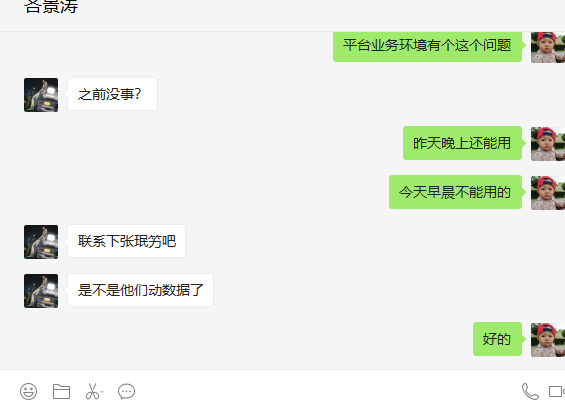 昝景涛
平台业务环境有个这个问题
之前没事？
昨天晚上还能用
今天早晨不能用的
联系下张珉竻吧
是不是他们动数据了
好的